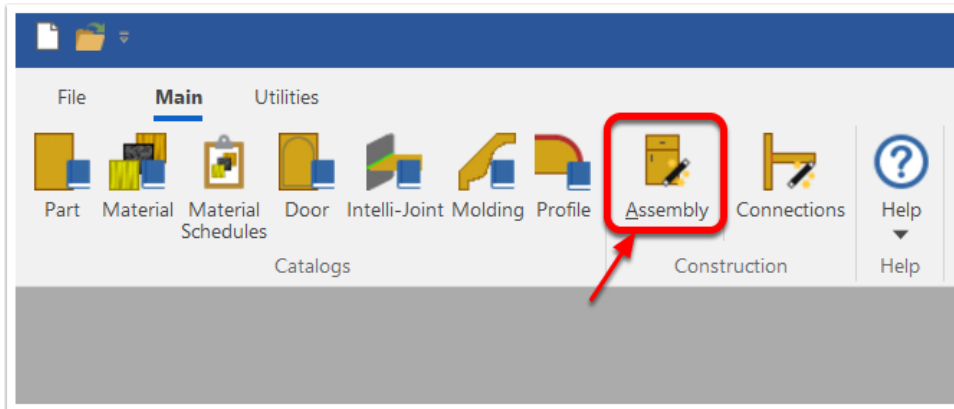 File Main Utilities
Part Material Material Schedules Door Intelli-Joint Molding Profile Assembly Connections Help
Catalogs Construction Help